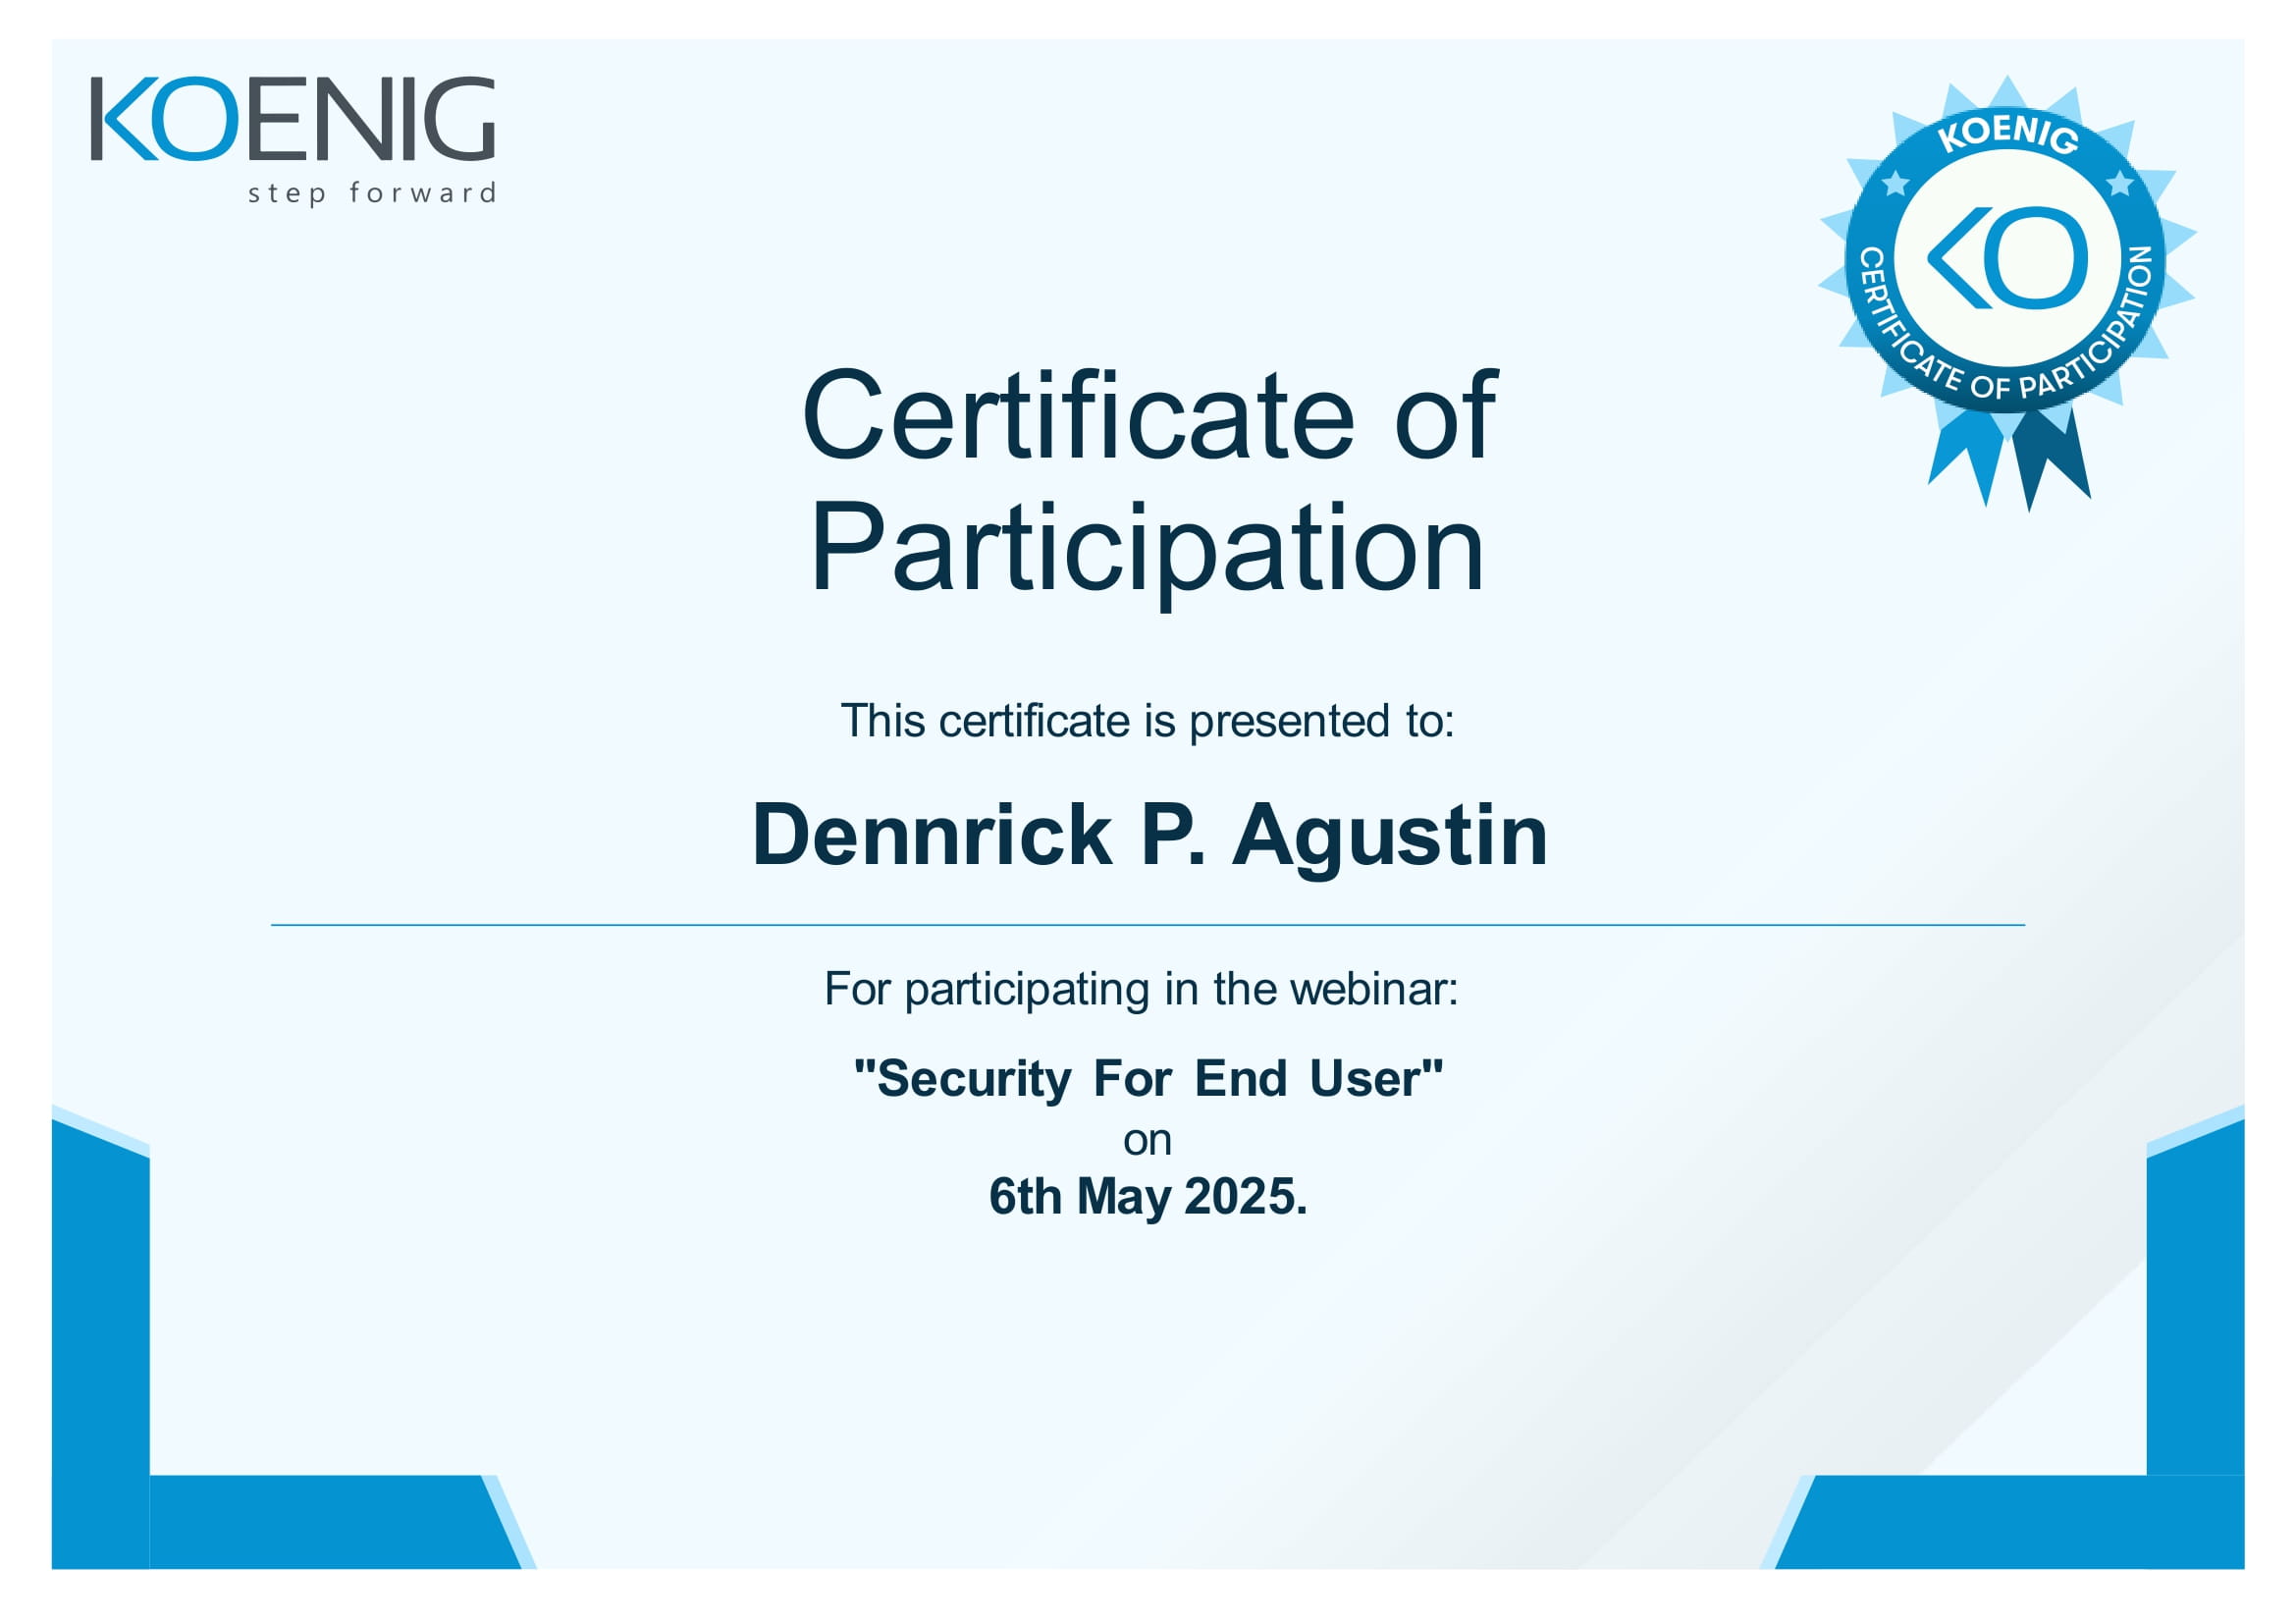 KOENIG
step forward
KOENIG
KO
CERTIFICATE OF PARTICIPATION
Certificate of
Participation
This certificate is presented to:
Dennrick P. Agustin
For participating in the webinar:
"Security For End User"
on
6th May 2025.